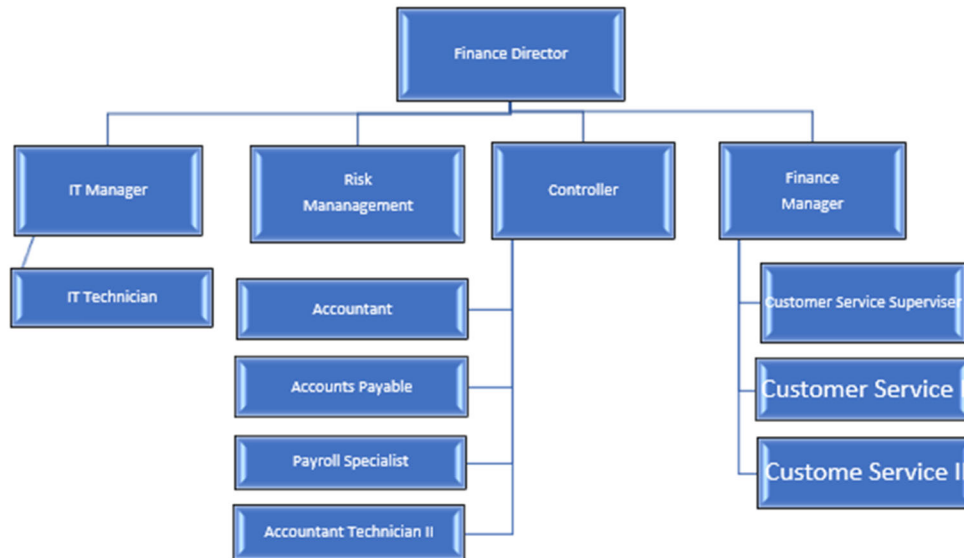 Finance Director
IT Manager
Risk
Mananagement
Controller
Finance
Manager
IT Technician
Accountant
Accounts Payable
Payroll Specialist
Accountant Technician II
Customer Service Superviser
Customer Service
Custome Service I